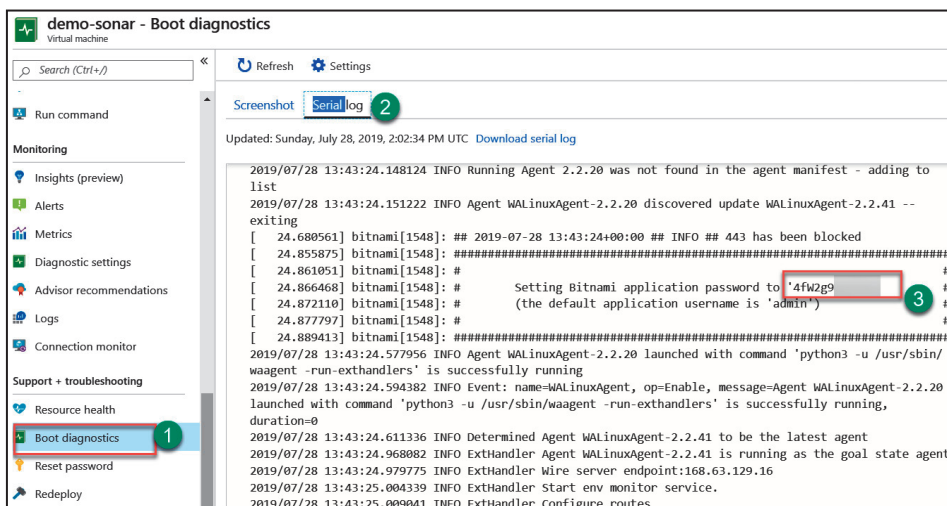 demo-sonar - Boot diagnostics
Virtual machine
Search (Ctrl+/)
«
Refresh
Settings
Run command
Monitoring
Insights (preview)
Alerts
Metrics
Diagnostic settings
Advisor recommendations
Logs
Connection monitor
Support + troubleshooting
Resource health
Boot diagnostics
1
Reset password
Redeploy
Screenshot
Serial log
2
Updated: Sunday, July 28, 2019, 2:02:34 PM UTC Download serial log
2019/07/28 13:43:24.148124 INFO Running Agent 2.2.20 was not found in the agent manifest - adding to
list
2019/07/28 13:43:24.151222 INFO Agent WALinuxAgent-2.2.20 discovered update WALinuxAgent-2.2.41 --
exiting
[ 24.680561] bitnami[1548]: ## 2019-07-28 13:43:24+00:00 ## INFO ## 443 has been blocked
[ 24.855875] bitnami[1548]: #########################################################################
[ 24.861051] bitnami[1548]: # #
[ 24.866468] bitnami[1548]: # Setting Bitnami application password to '4fW2g9 #
3
[ 24.872110] bitnami[1548]: # (the default application username is 'admin') #
[ 24.877797] bitnami[1548]: # #
[ 24.889413] bitnami[1548]: #########################################################################
2019/07/28 13:43:24.577956 INFO Agent WALinuxAgent-2.2.20 launched with command 'python3 -u /usr/sbin/
waagent -run-exthandlers' is successfully running
2019/07/28 13:43:24.594382 INFO Event: name=WALinuxAgent, op=Enable, message=Agent WALinuxAgent-2.2.20
launched with command 'python3 -u /usr/sbin/waagent -run-exthandlers' is successfully running,
duration=0
2019/07/28 13:43:24.611336 INFO Determined Agent WALinuxAgent-2.2.41 to be the latest agent
2019/07/28 13:43:24.968082 INFO ExtHandler Agent WALinuxAgent-2.2.41 is running as the goal state agent
2019/07/28 13:43:24.979775 INFO ExtHandler Wire server endpoint:168.63.129.16
2019/07/28 13:43:25.004339 INFO ExtHandler Start env monitor service.
2019/07/28 13:43:25.009041 INFO ExtHandler Configure routes